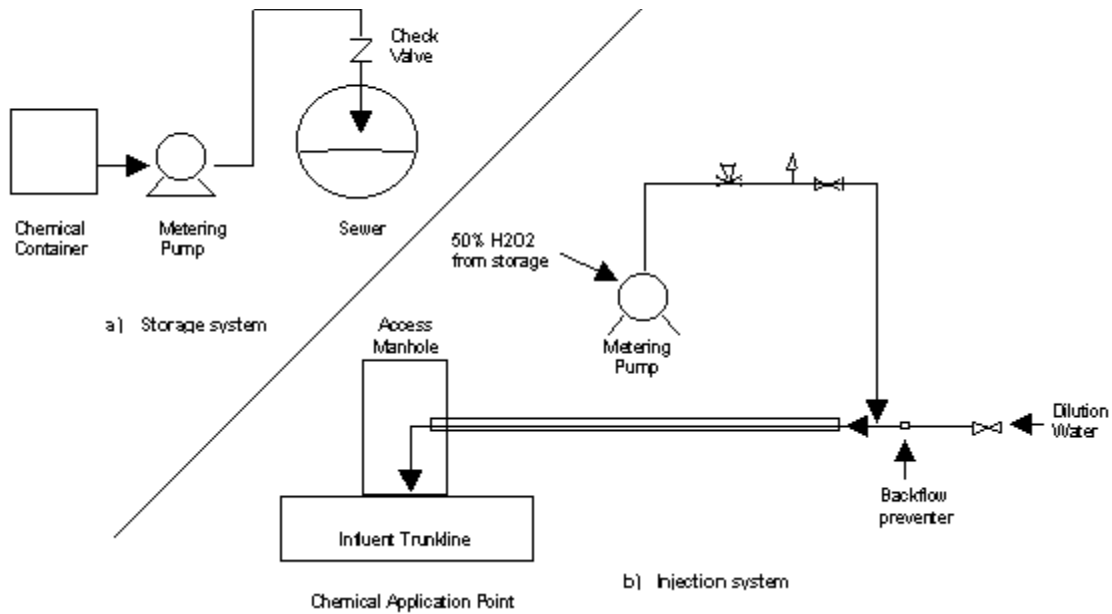 Check
Valve
Chemical
Container
Metering
Pump
Sewer
a) Storage system
50% H2O2
from storage
Metering
Pump
Access
Manhole
Dilution
Water
Backflow
preventer
Influent Trunkline
b) Injection system
Chemical Application Point